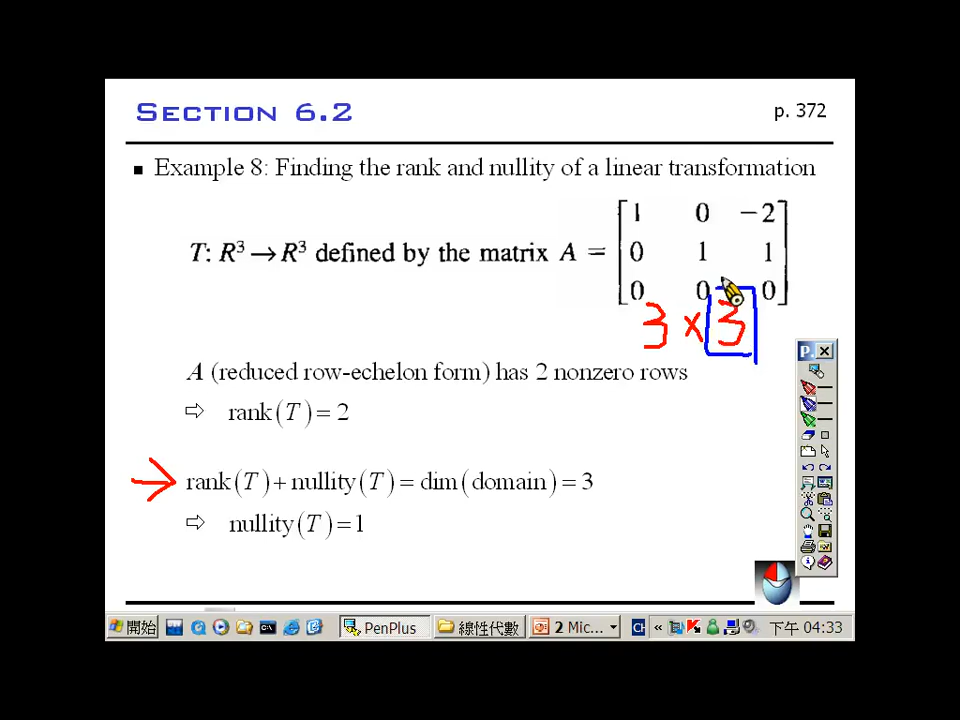 SECTION 6.2
p. 372
Example 8: Finding the rank and nullity of a linear transformation
T: R³ → R³ defined by the matrix A = [1 0 −2
0 1 1
0 0 0]
3 × 3
A (reduced row-echelon form) has 2 nonzero rows
⇨ rank(T) = 2
rank(T) + nullity(T) = dim(domain) = 3
⇨ nullity(T) = 1
P.
開始
PenPlus
線性代數
2 Mic...
CH
«
下午 04:33